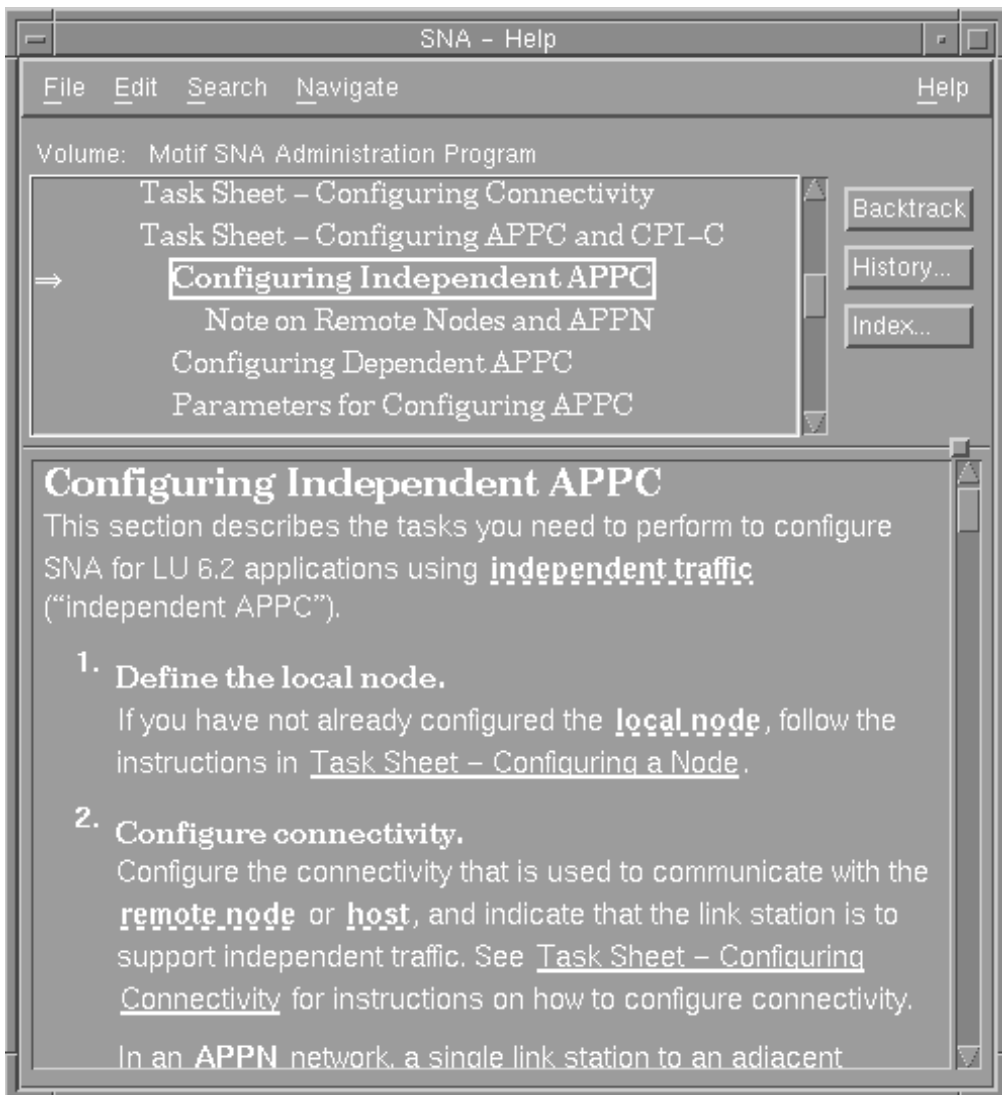 SNA – Help
File Edit Search Navigate Help
Volume: Motif SNA Administration Program
Task Sheet – Configuring Connectivity
Task Sheet – Configuring APPC and CPI–C
⇒ Configuring Independent APPC
Note on Remote Nodes and APPN
Configuring Dependent APPC
Parameters for Configuring APPC
Backtrack
History...
Index...
Configuring Independent APPC
This section describes the tasks you need to perform to configure
SNA for LU 6.2 applications using independent traffic
(“independent APPC”).
1. Define the local node.
If you have not already configured the local node, follow the
instructions in Task Sheet – Configuring a Node.
2. Configure connectivity.
Configure the connectivity that is used to communicate with the
remote node or host, and indicate that the link station is to
support independent traffic. See Task Sheet – Configuring
Connectivity for instructions on how to configure connectivity.
In an APPN network, a single link station to an adjacent